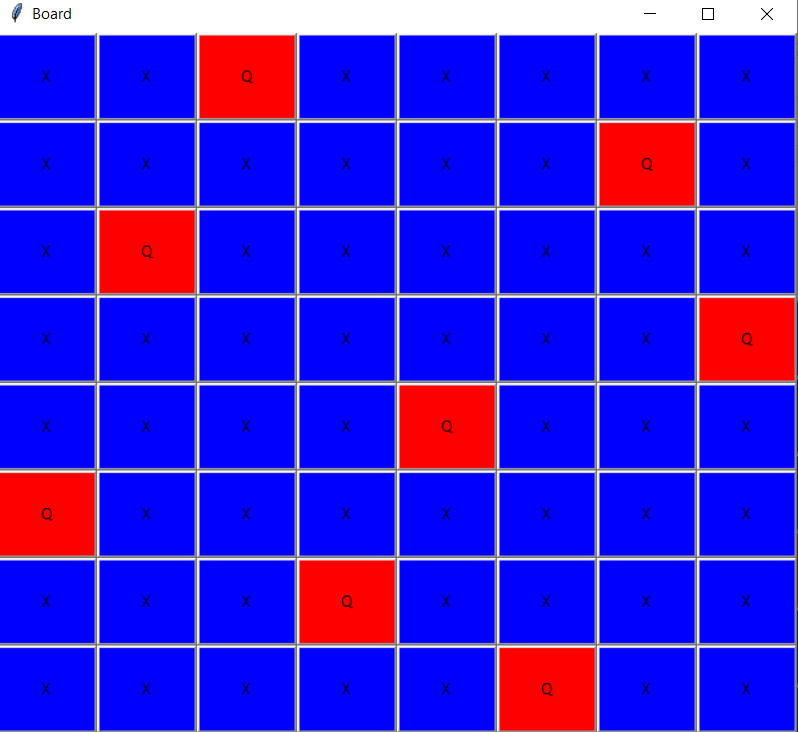 Board
X X Q X X X X X
X X X X X X Q X
X Q X X X X X X
X X X X X X X Q
X X X X Q X X X
Q X X X X X X X
X X X Q X X X X
X X X X X Q X X